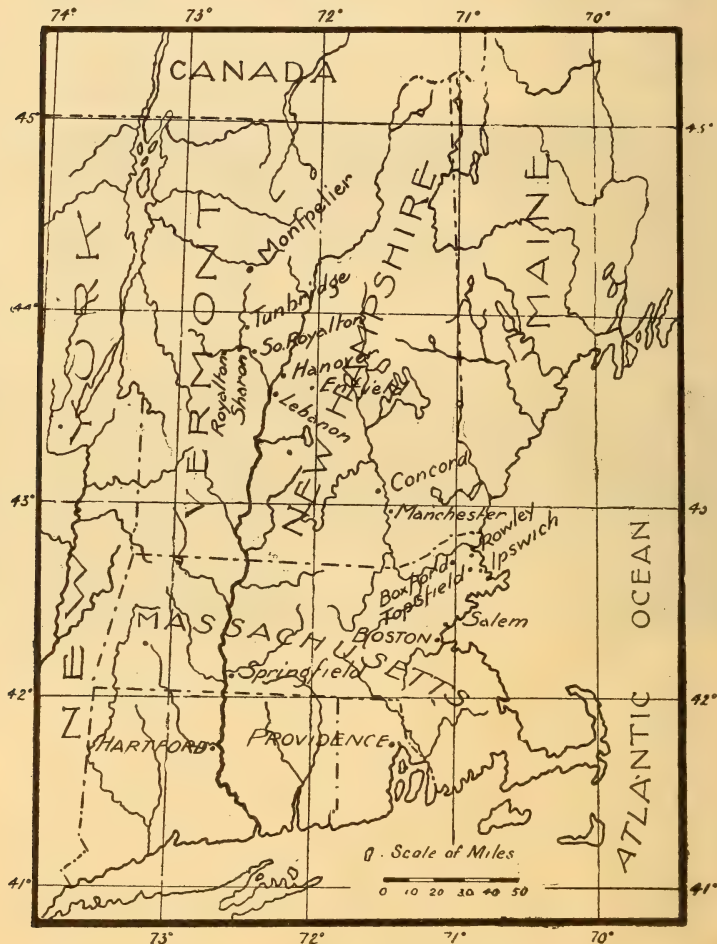 74° 73° 72° 71° 70°
CANADA
45° 45°
Montpelier
NEW YORK
VERMONT
NEW HAMPSHIRE
MAINE
44° 44°
Tunbridge
So. Royalton
Royalton
Sharon
Hanover
Enfield
Lebanon
Concord
43° 43
Manchester
Rowley
Ipswich
Boxford
Topsfield
Salem
BOSTON
MASSACHUSETTS
Springfield
42° 42°
HARTFORD
PROVIDENCE
ATLANTIC OCEAN
Scale of Miles
0 10 20 30 40 50
41° 41°
73° 72° 71° 70°